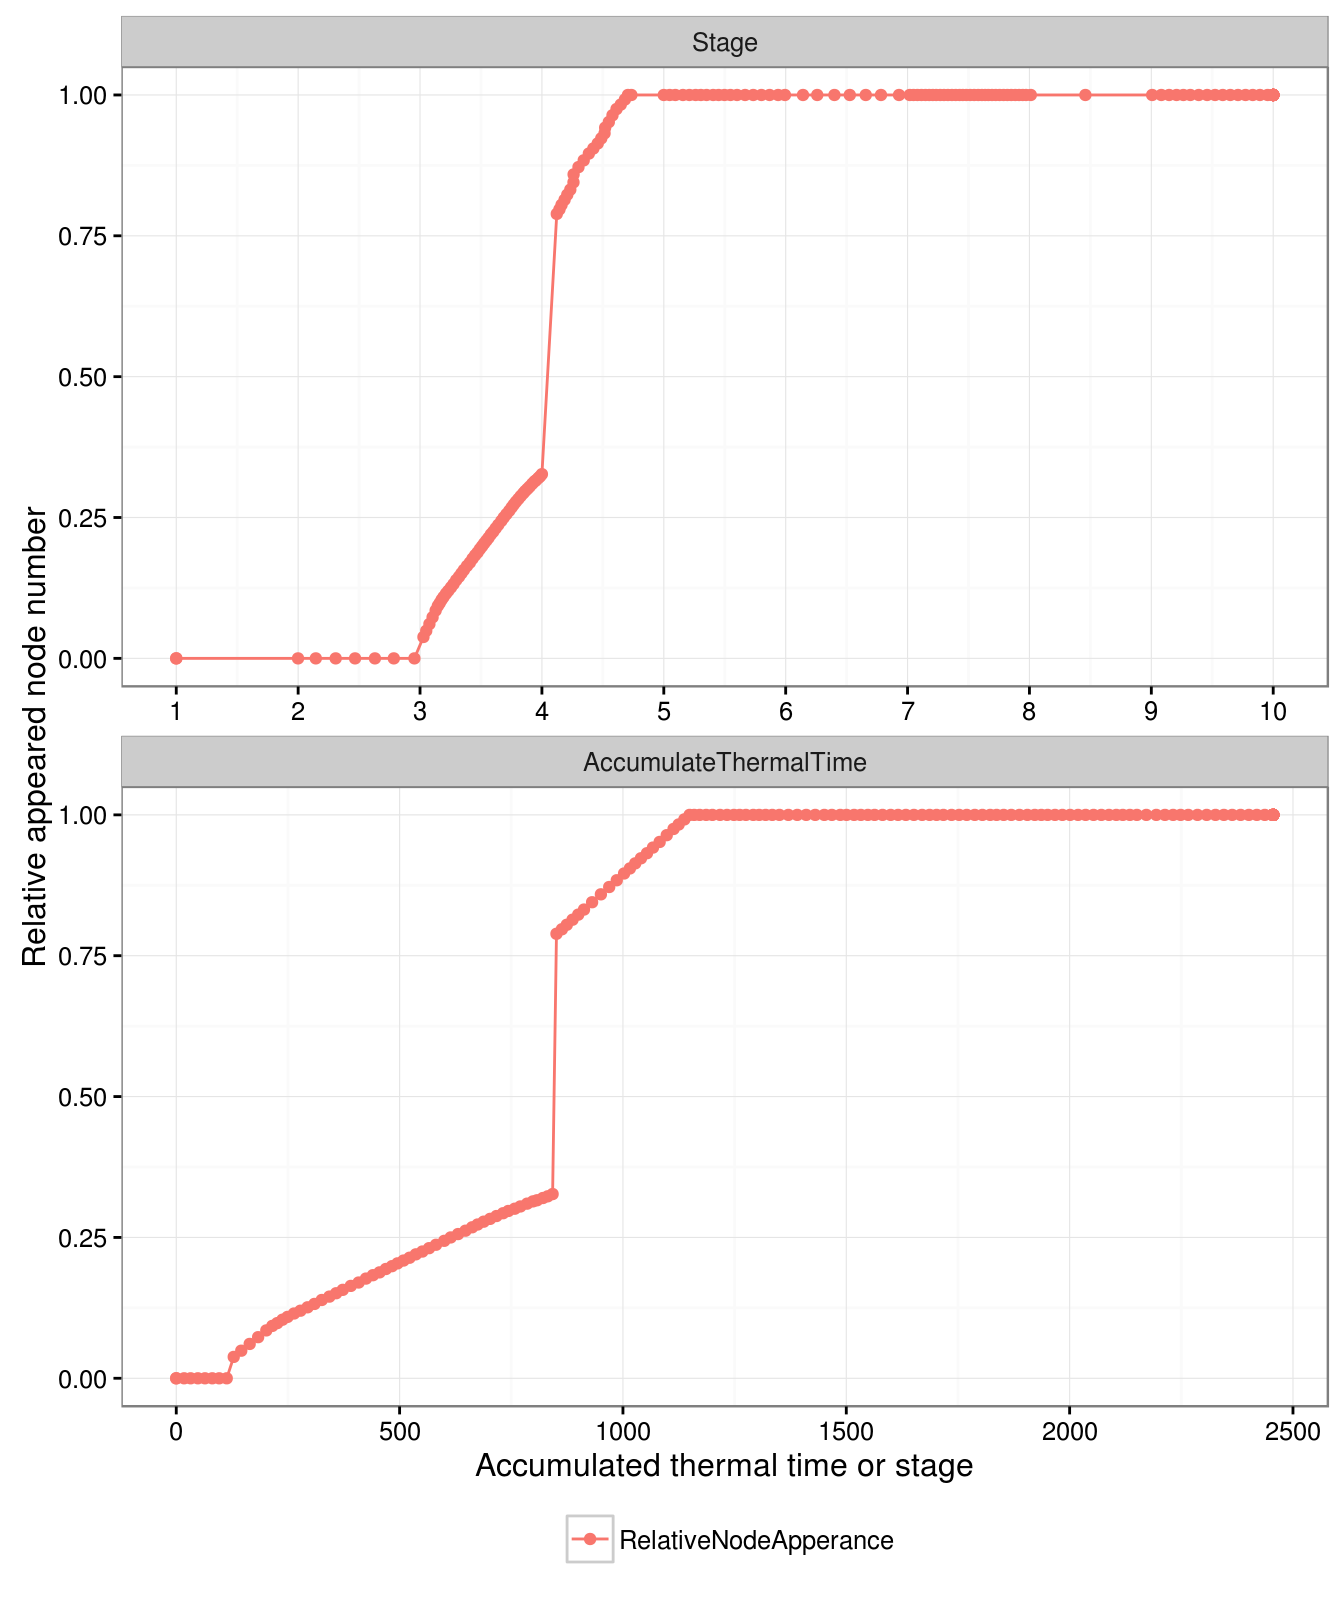 Stage
1.00
0.75
0.50
0.25
0.00
1 2 3 4 5 6 7 8 9 10
Relative appeared node number
AccumulateThermalTime
1.00
0.75
0.50
0.25
0.00
0 500 1000 1500 2000 2500
Accumulated thermal time or stage
RelativeNodeApperance